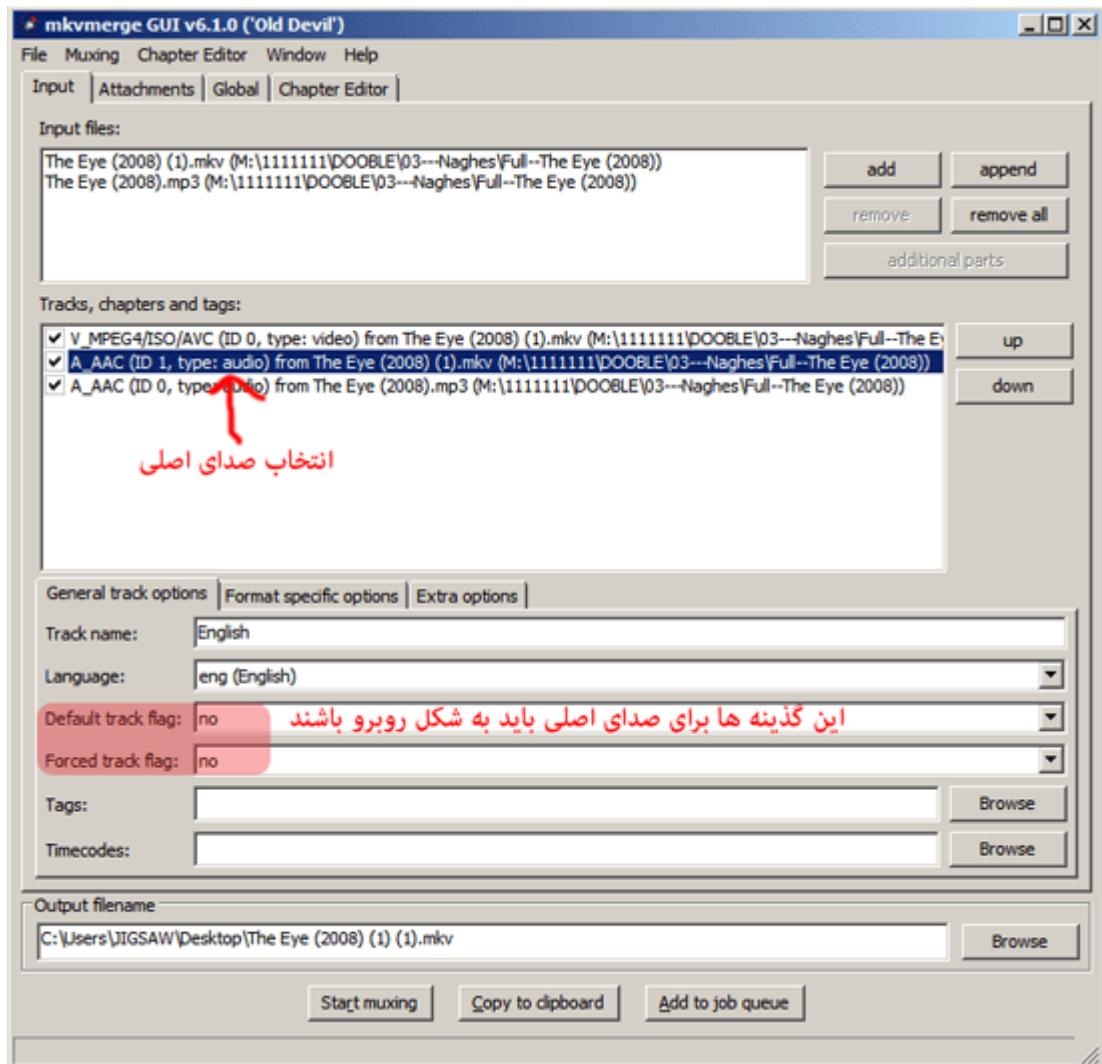 mkvmerge GUI v6.1.0 ('Old Devil')
File Muxing Chapter Editor Window Help
Input Attachments Global Chapter Editor
Input files:
The Eye (2008) (1).mkv (M:\1111111\DOOBLE\03---Naghes\Full--The Eye (2008))
The Eye (2008).mp3 (M:\1111111\DOOBLE\03---Naghes\Full--The Eye (2008))
add append
remove remove all
additional parts
Tracks, chapters and tags:
V_MPEG4/ISO/AVC (ID 0, type: video) from The Eye (2008) (1).mkv (M:\1111111\DOOBLE\03---Naghes\Full--The Ey
up
A_AAC (ID 1, type: audio) from The Eye (2008) (1).mkv (M:\1111111\DOOBLE\03---Naghes\Full--The Eye (2008))
A_AAC (ID 0, type: audio) from The Eye (2008).mp3 (M:\1111111\DOOBLE\03---Naghes\Full--The Eye (2008))
down
انتخاب صدای اصلی
General track options Format specific options Extra options
Track name: English
Language: eng (English)
Default track flag: no
این گذینه ها برای صدای اصلی باید به شکل روبرو باشند
Forced track flag: no
Tags: Browse
Timecodes: Browse
Output filename
C:\Users\JIGSAW\Desktop\The Eye (2008) (1) (1).mkv Browse
Start muxing Copy to clipboard Add to job queue